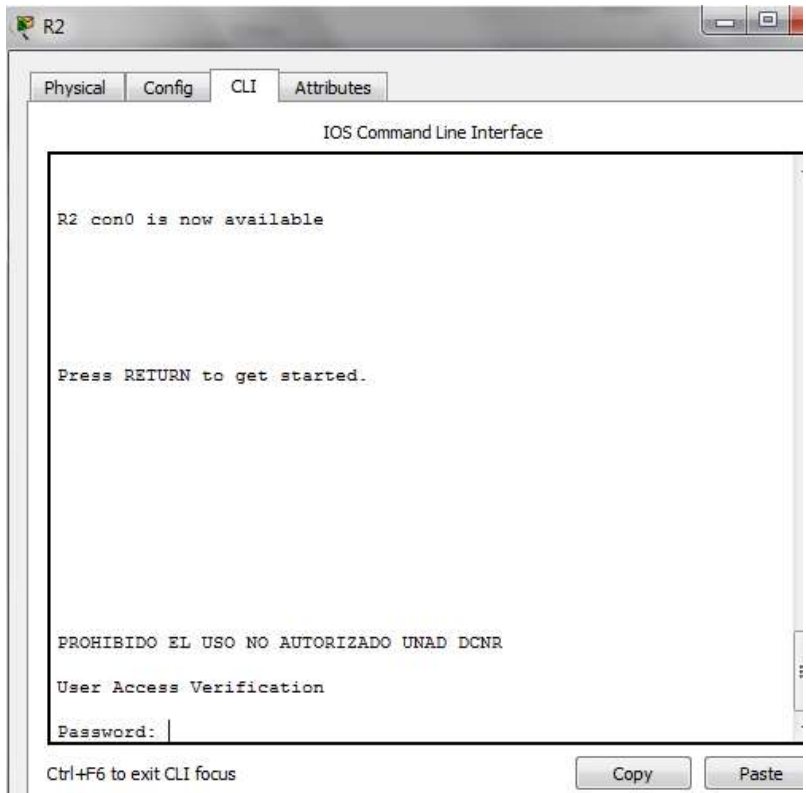 R2
Physical Config CLI Attributes
IOS Command Line Interface
R2 con0 is now available
Press RETURN to get started.
PROHIBIDO EL USO NO AUTORIZADO UNAD DCNR
User Access Verification
Password:
Ctrl+F6 to exit CLI focus
Copy Paste